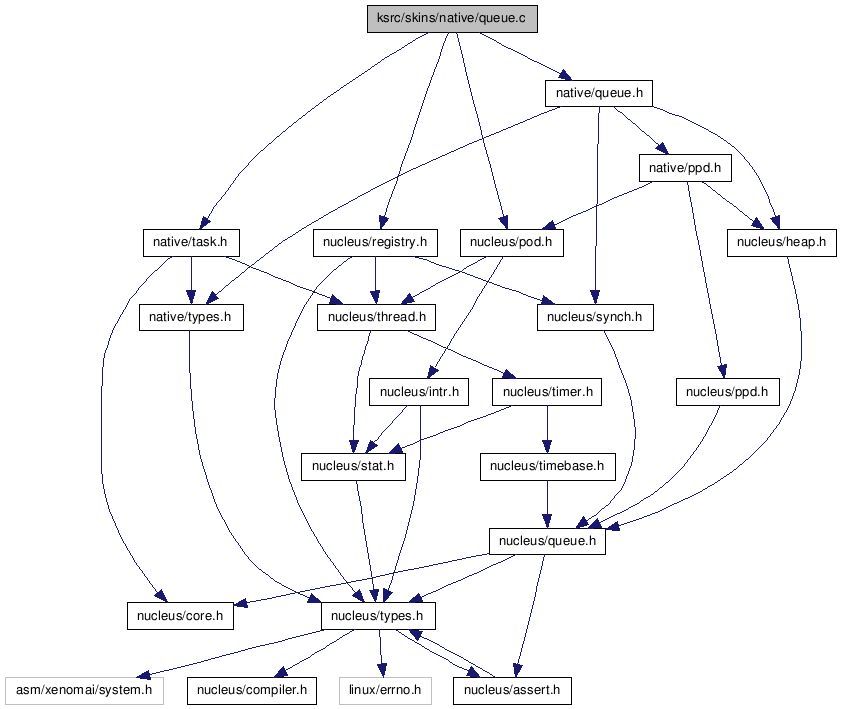 ksrc/skins/native/queue.c
native/queue.h
native/ppd.h
native/task.h
nucleus/registry.h
nucleus/pod.h
nucleus/heap.h
native/types.h
nucleus/thread.h
nucleus/synch.h
nucleus/intr.h
nucleus/timer.h
nucleus/ppd.h
nucleus/stat.h
nucleus/timebase.h
nucleus/queue.h
nucleus/core.h
nucleus/types.h
asm/xenomai/system.h
nucleus/compiler.h
linux/errno.h
nucleus/assert.h